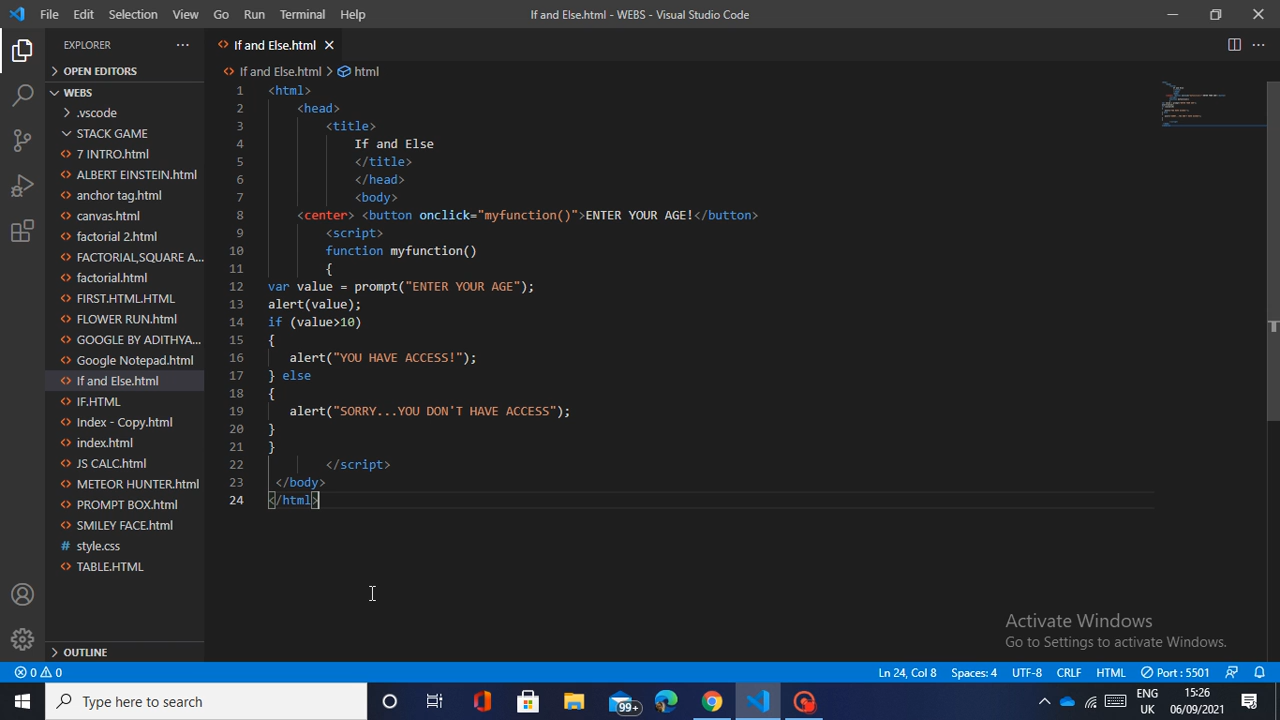 File Edit Selection View Go Run Terminal Help
If and Else.html - WEBS - Visual Studio Code
EXPLORER
OPEN EDITORS
WEBS
.vscode
STACK GAME
7 INTRO.html
ALBERT EINSTEIN.html
anchor tag.html
canvas.html
factorial 2.html
FACTORIAL,SQUARE A...
factorial.html
FIRST.HTML.HTML
FLOWER RUN.html
GOOGLE BY ADITHYA...
Google Notepad.html
If and Else.html
IF.HTML
Index - Copy.html
index.html
JS CALC.html
METEOR HUNTER.html
PROMPT BOX.html
SMILEY FACE.html
# style.css
TABLE.HTML
OUTLINE
If and Else.html
If and Else.html > html
1 <html>
2 <head>
3 <title>
4 If and Else
5 </title>
6 </head>
7 <body>
8 <center> <button onclick="myfunction()">ENTER YOUR AGE!</button>
9 <script>
10 function myfunction()
11 {
12 var value = prompt("ENTER YOUR AGE");
13 alert(value);
14 if (value>10)
15 {
16 alert("YOU HAVE ACCESS!");
17 } else
18 {
19 alert("SORRY...YOU DON'T HAVE ACCESS");
20 }
21 }
22 </script>
23 </body>
24 </html>
Activate Windows
Go to Settings to activate Windows.
0 0
Ln 24, Col 8 Spaces: 4 UTF-8 CRLF HTML Port : 5501
Type here to search
99+
ENG
UK
15:26
06/09/2021